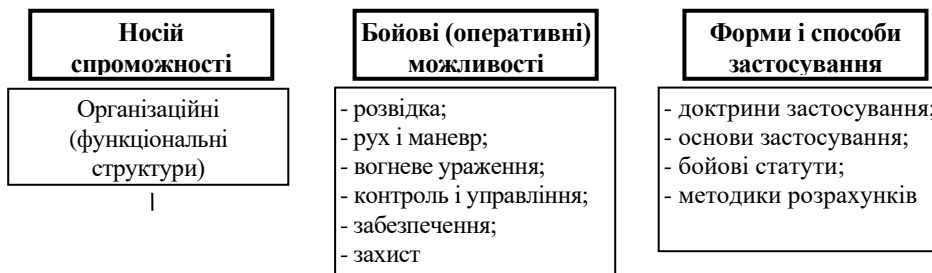 Носій
спроможності
Організаційні
(функціональні
структури)
Бойові (оперативні)
можливості
- розвідка;
- рух і маневр;
- вогневе ураження;
- контроль і управління;
- забезпечення;
- захист
Форми і способи
застосування
- доктрини застосування;
- основи застосування;
- бойові статути;
- методики розрахунків